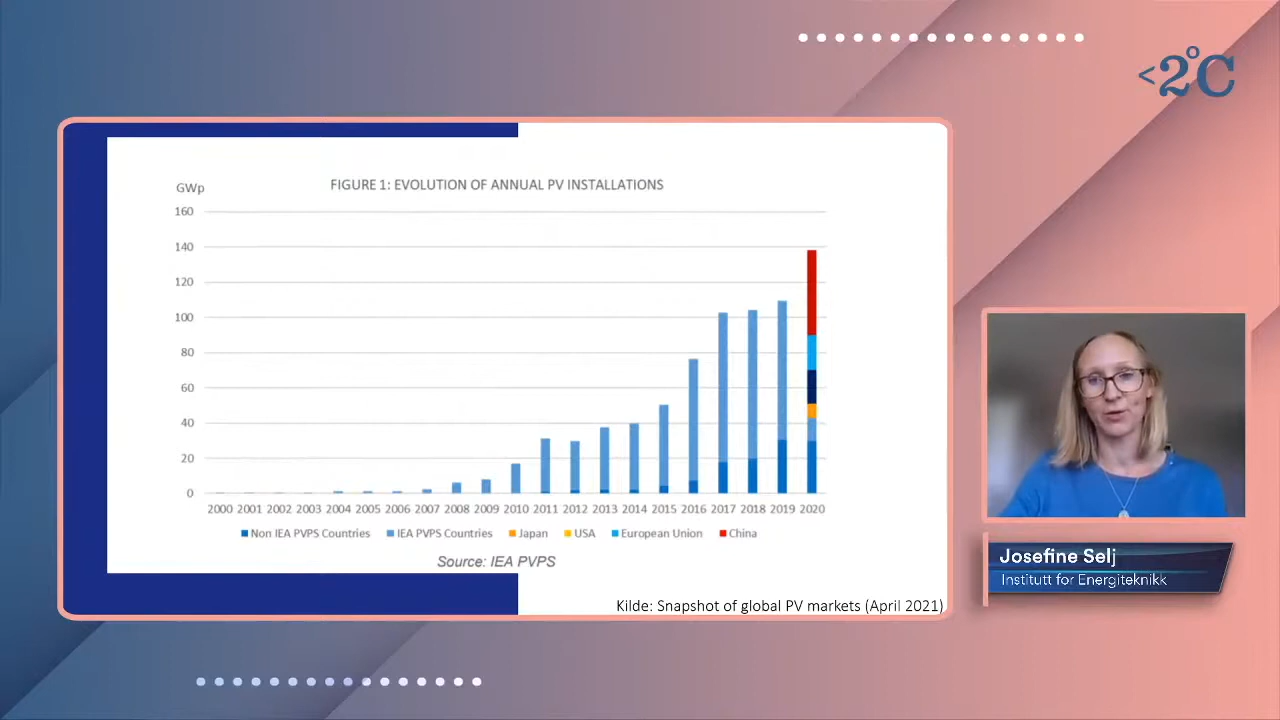 <2°C
GWp
FIGURE 1: EVOLUTION OF ANNUAL PV INSTALLATIONS
160
140
120
100
80
60
40
20
0
2000 2001 2002 2003 2004 2005 2006 2007 2008 2009 2010 2011 2012 2013 2014 2015 2016 2017 2018 2019 2020
Non IEA PVPS Countries IEA PVPS Countries Japan USA European Union China
Source: IEA PVPS
Kilde: Snapshot of global PV markets (April 2021)
Josefine Selj
Institutt for Energiteknikk